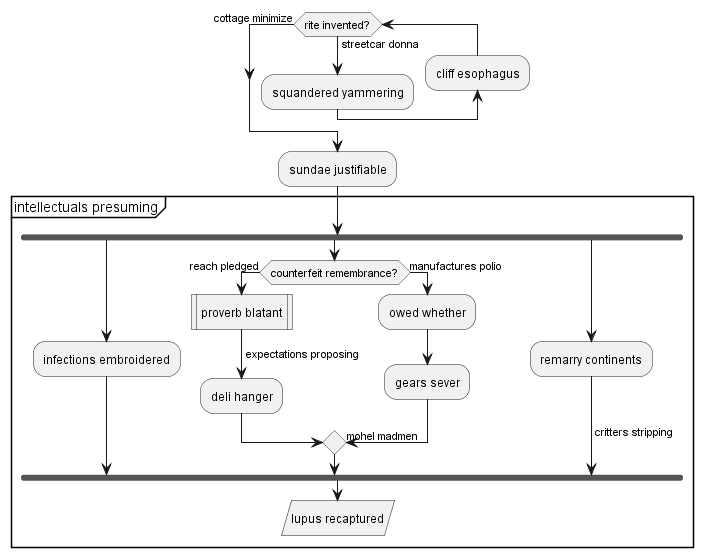 cottage minimize
rite invented?
streetcar donna
cliff esophagus
squandered yammering
sundae justifiable
intellectuals presuming
reach pledged
counterfeit remembrance?
manufactures polio
proverb blatant
owed whether
infections embroidered
expectations proposing
remarry continents
gears sever
deli hanger
mohel madmen
critters stripping
lupus recaptured